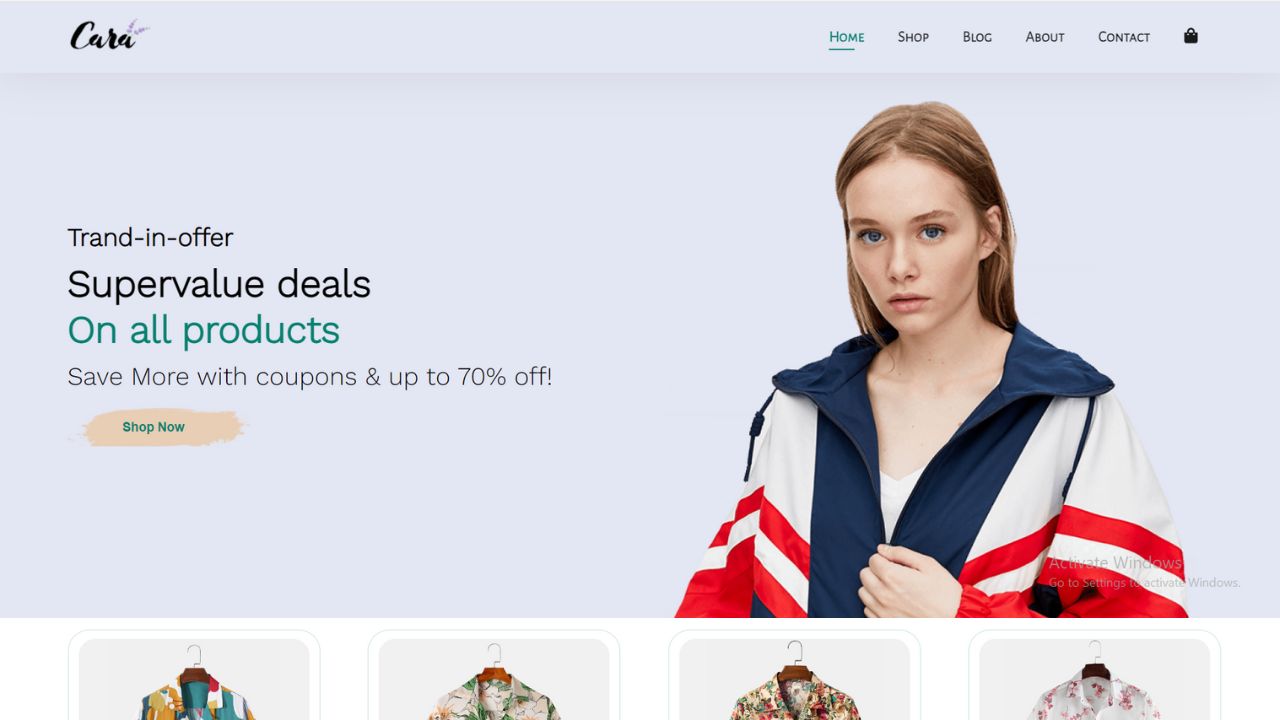 Cara
Home Shop Blog About Contact
Trand-in-offer
Supervalue deals
On all products
Save More with coupons & up to 70% off!
Shop Now
Activate Windows
Go to Settings to activate Windows.